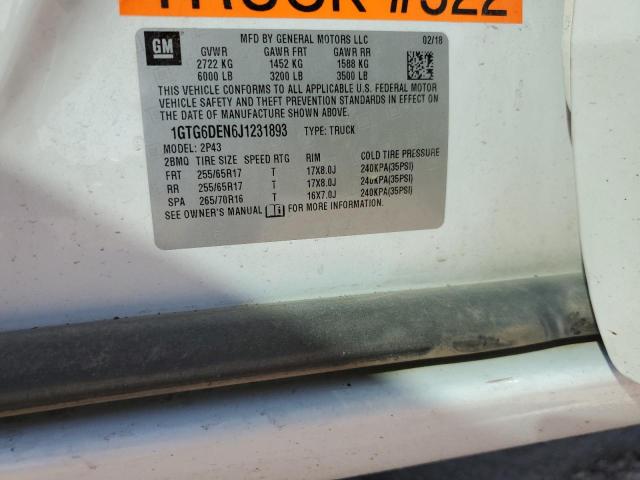 TRUCK #322
GM
MFD BY GENERAL MOTORS LLC 02/18
GVWR GAWR FRT GAWR RR
2722 KG 1452 KG 1588 KG
6000 LB 3200 LB 3500 LB
THIS VEHICLE CONFORMS TO ALL APPLICABLE U.S. FEDERAL MOTOR
VEHICLE SAFETY AND THEFT PREVENTION STANDARDS IN EFFECT ON
THE DATE OF MANUFACTURE SHOWN ABOVE.
1GTG6DEN6J1231893 TYPE: TRUCK
MODEL: 2P43
2BMQ TIRE SIZE SPEED RTG RIM COLD TIRE PRESSURE
FRT 255/65R17 T 17X8.0J 240KPA(35PSI)
RR 255/65R17 T 17X8.0J 240KPA(35PSI)
SPA 265/70R16 T 16X7.0J 240KPA(35PSI)
SEE OWNER'S MANUAL FOR MORE INFORMATION.